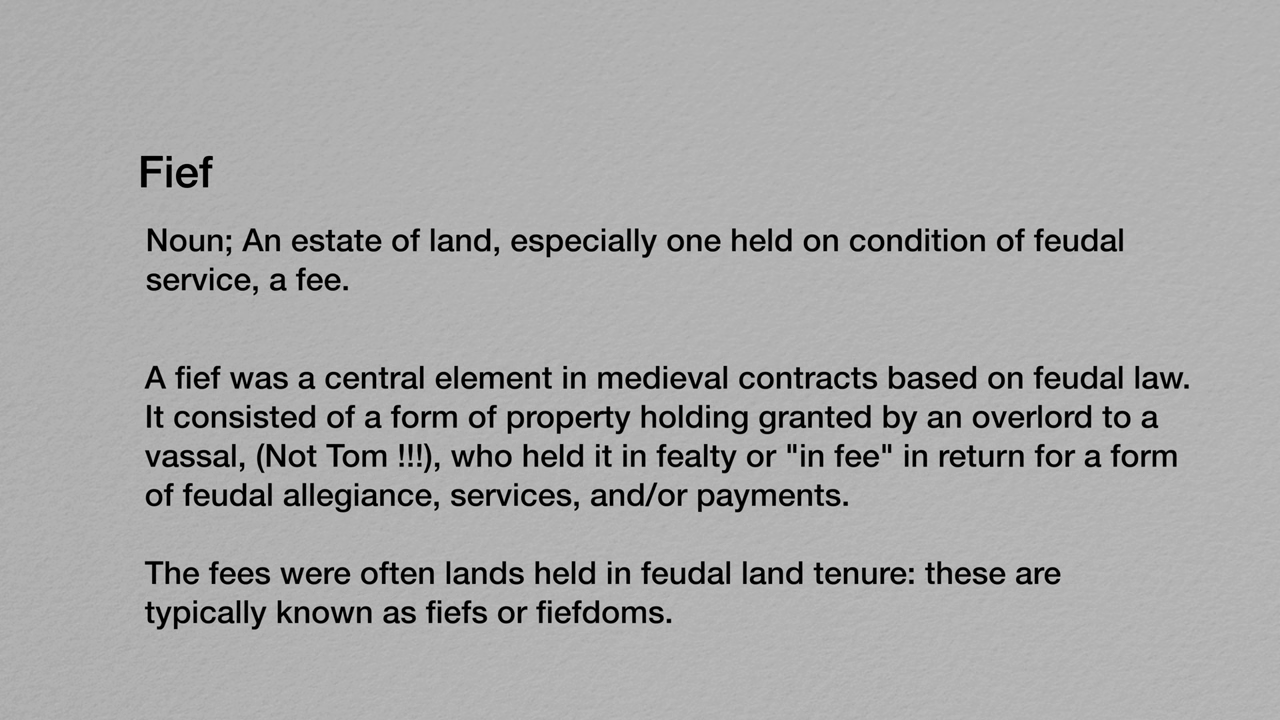 Fief
Noun; An estate of land, especially one held on condition of feudal
service, a fee.
A fief was a central element in medieval contracts based on feudal law.
It consisted of a form of property holding granted by an overlord to a
vassal, (Not Tom !!!), who held it in fealty or "in fee" in return for a form
of feudal allegiance, services, and/or payments.
The fees were often lands held in feudal land tenure: these are
typically known as fiefs or fiefdoms.